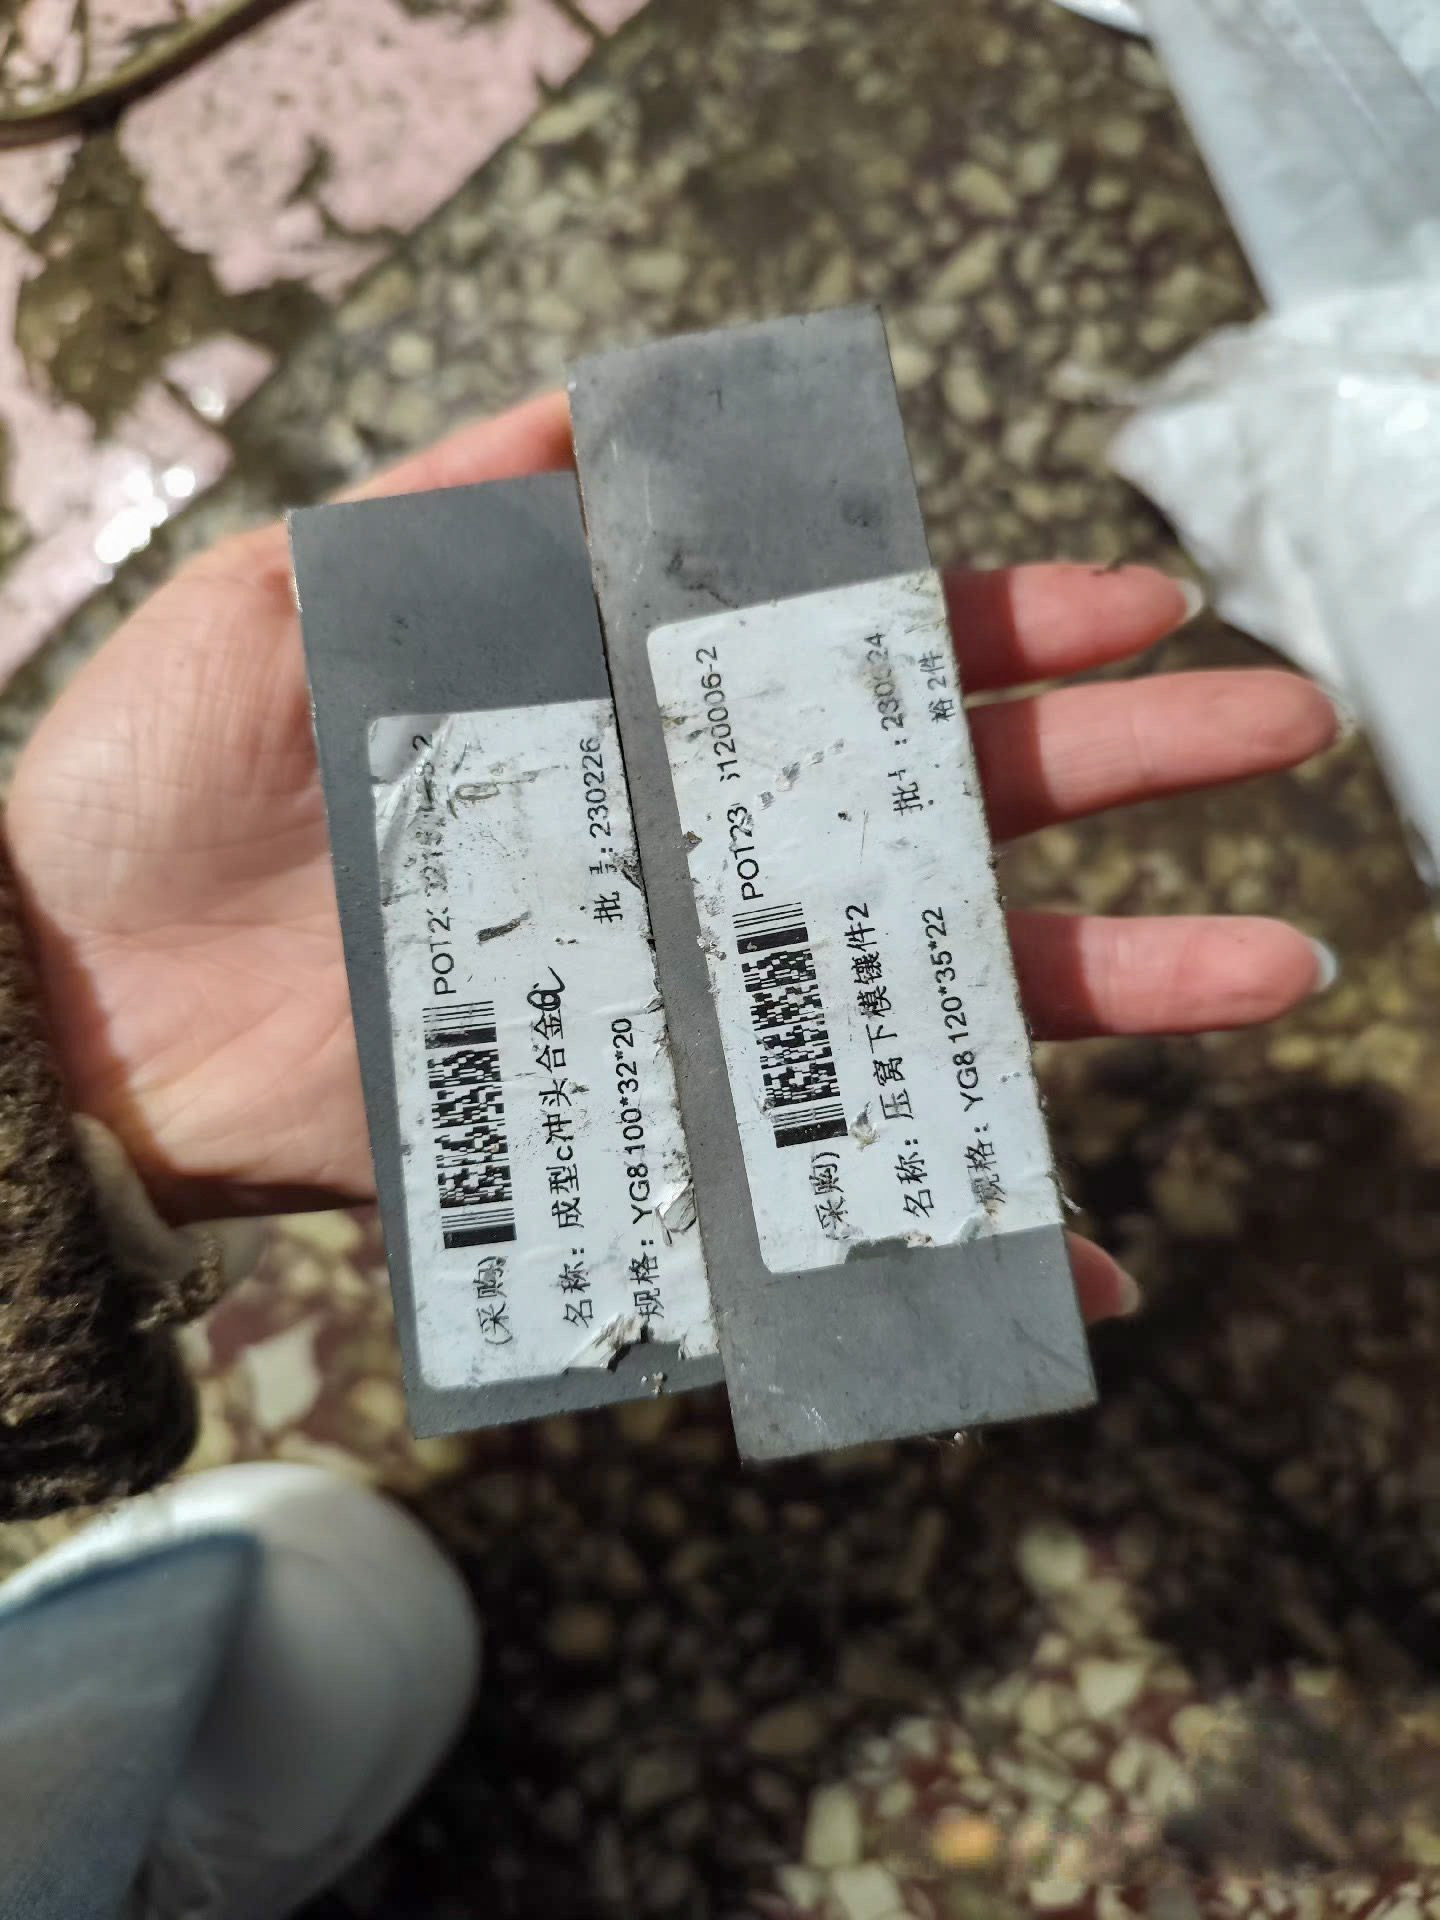 (采购)
POT2
名称: 成型c冲头合金
批 : 230226
规格: YG8 100*32*20
(采购)
POT23 120006-2
名称: 压窝下模镶件2
规格: YG8 120*35*22
2件